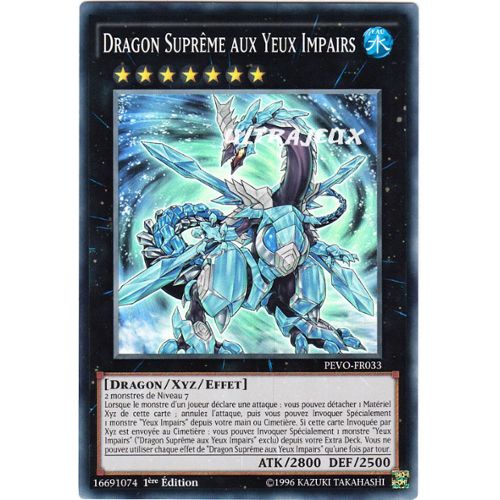 DRAGON SUPRÊME AUX YEUX IMPAIRS
EAU
水
ULTRAJEUX
PEVO-FR033
[DRAGON/XYZ/EFFET]
2 monstres de Niveau 7
Lorsque le monstre d'un joueur déclare une attaque : vous pouvez détacher 1 Matériel
Xyz de cette carte ; annulez l'attaque, puis vous pouvez Invoquer Spécialement
1 monstre "Yeux Impairs" depuis votre main ou Cimetière. Si cette carte Invoquée par
Xyz est envoyée au Cimetière : vous pouvez Invoquer Spécialement 1 monstre "Yeux
Impairs" ("Dragon Suprême aux Yeux Impairs" exclu) depuis votre Extra Deck. Vous ne
pouvez utiliser chaque effet de "Dragon Suprême aux Yeux Impairs" qu'une fois par tour.
ATK/2800 DEF/2500
16691074 1ère Édition ©1996 KAZUKI TAKAHASHI